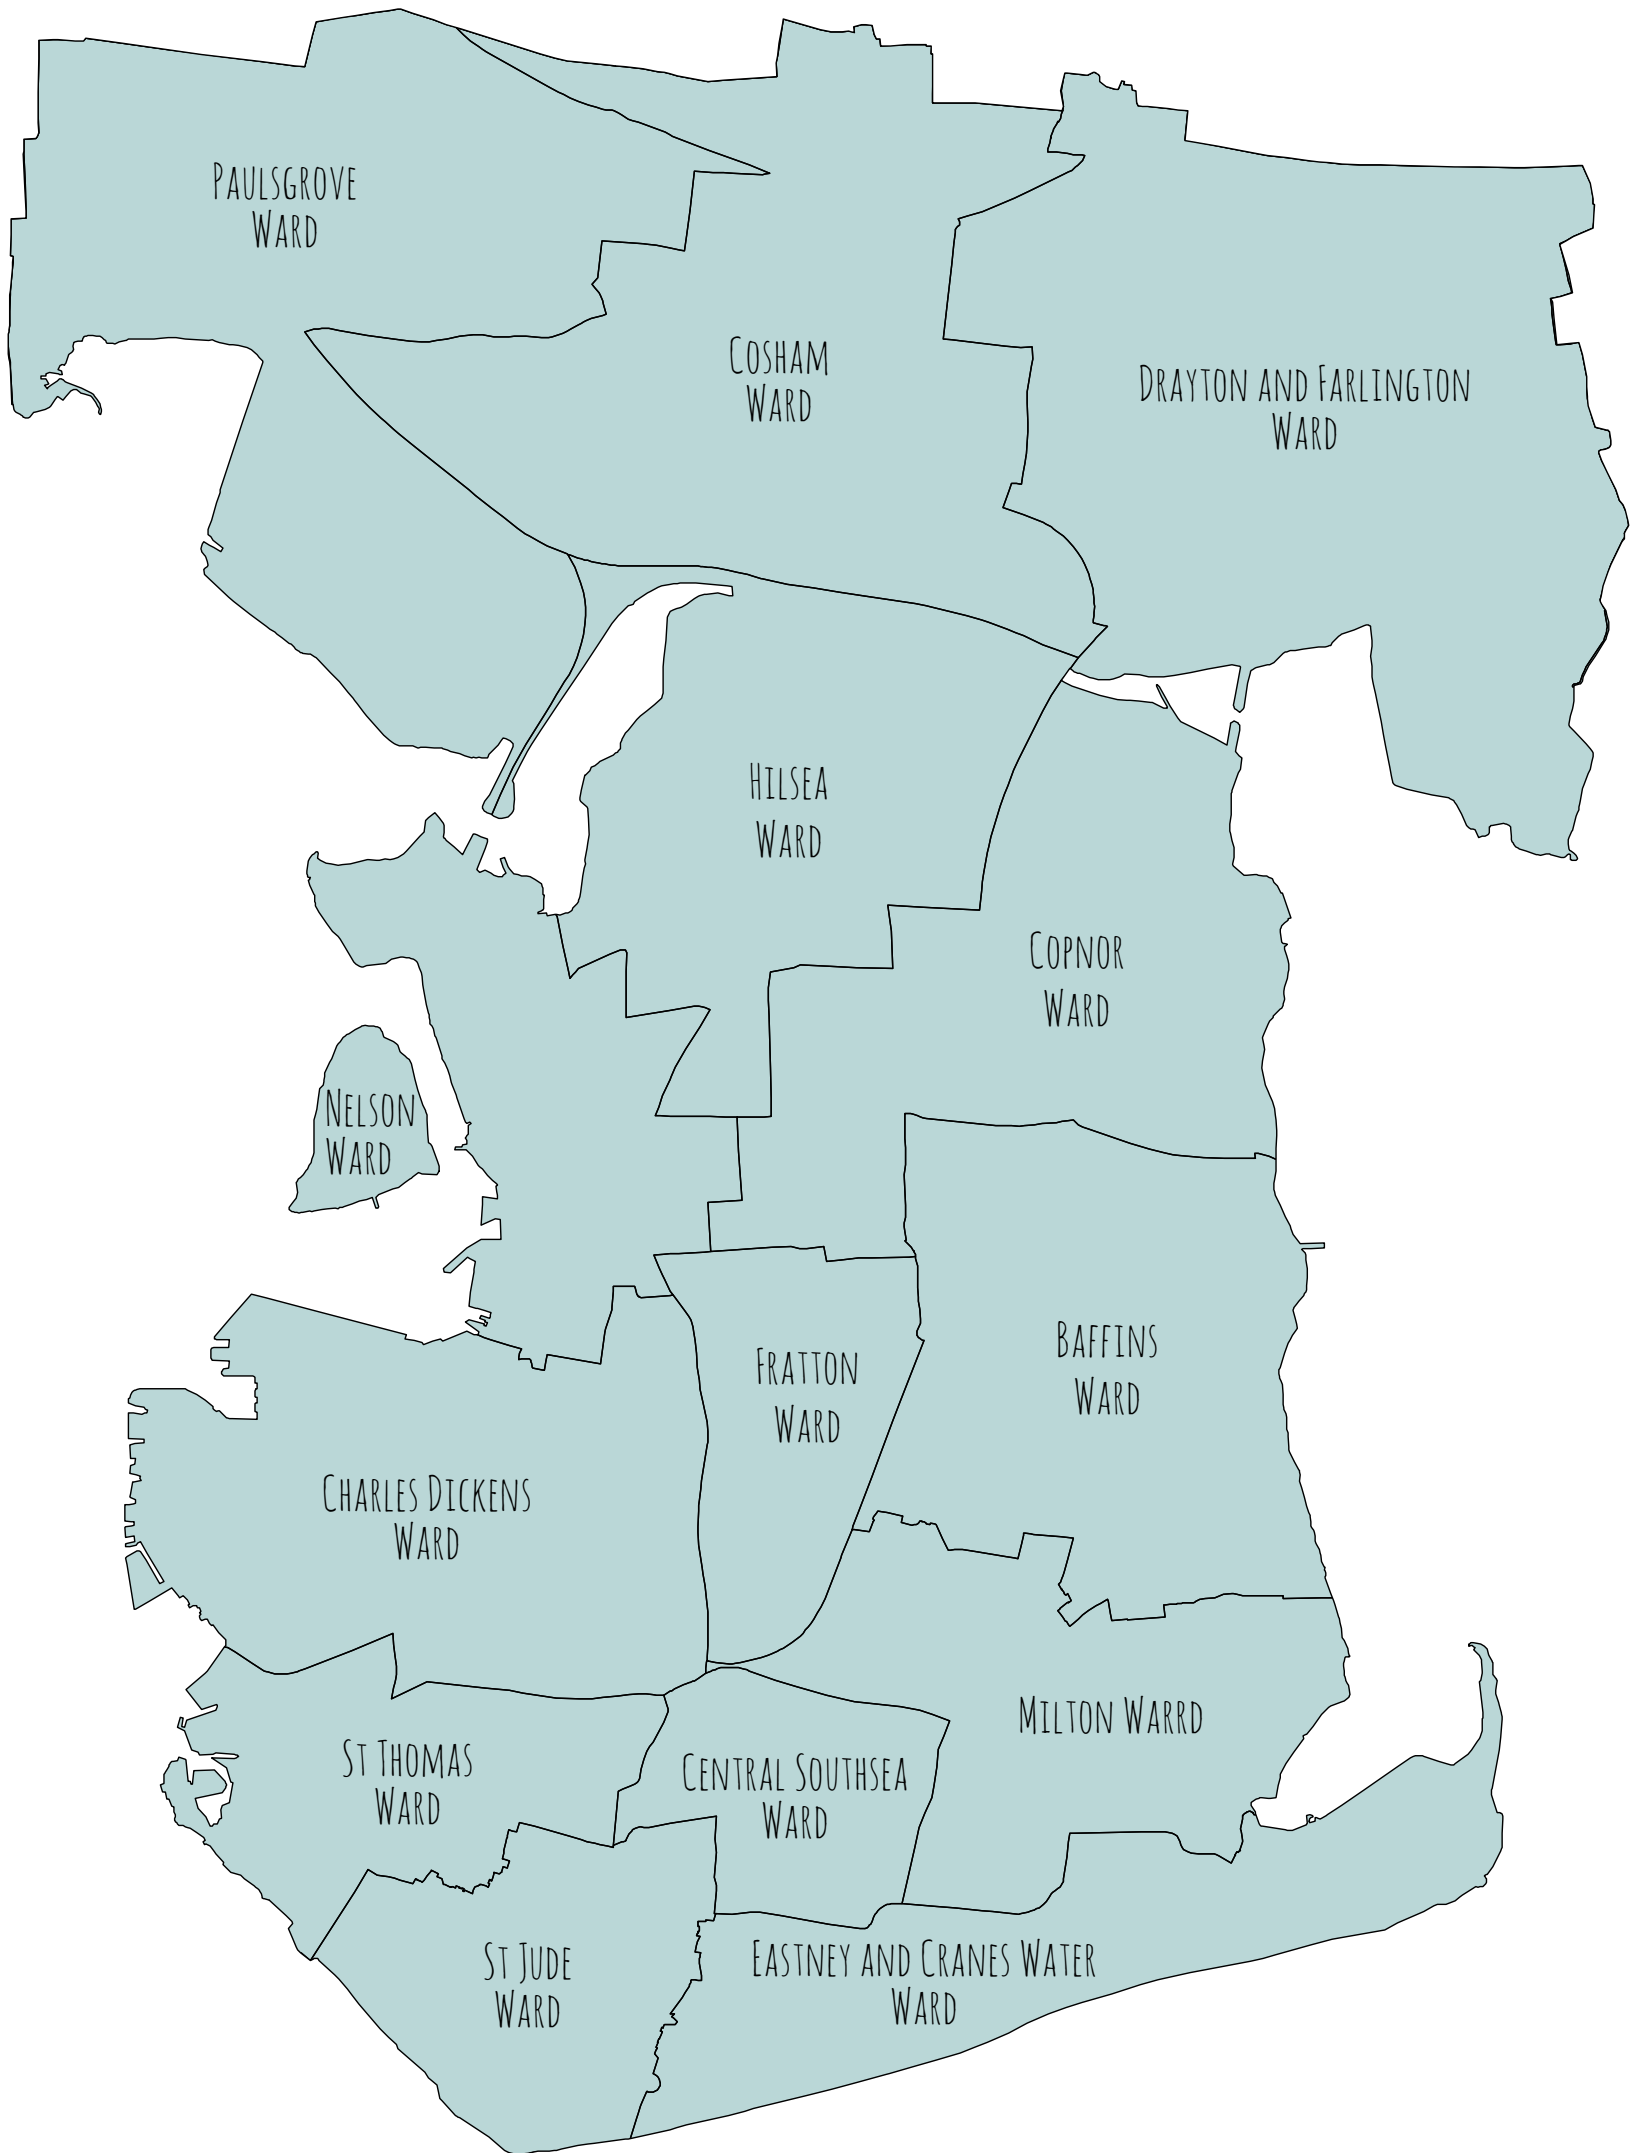 Paulsgrove
Ward
Cosham
Ward
Drayton and Farlington
Ward
Hilsea
Ward
Copnor
Ward
Nelson
Ward
Baffins
Ward
Fratton
Ward
Charles Dickens
Ward
Milton Warrd
St Thomas
Ward
Central Southsea
Ward
Eastney and Cranes Water
Ward
St Jude
Ward